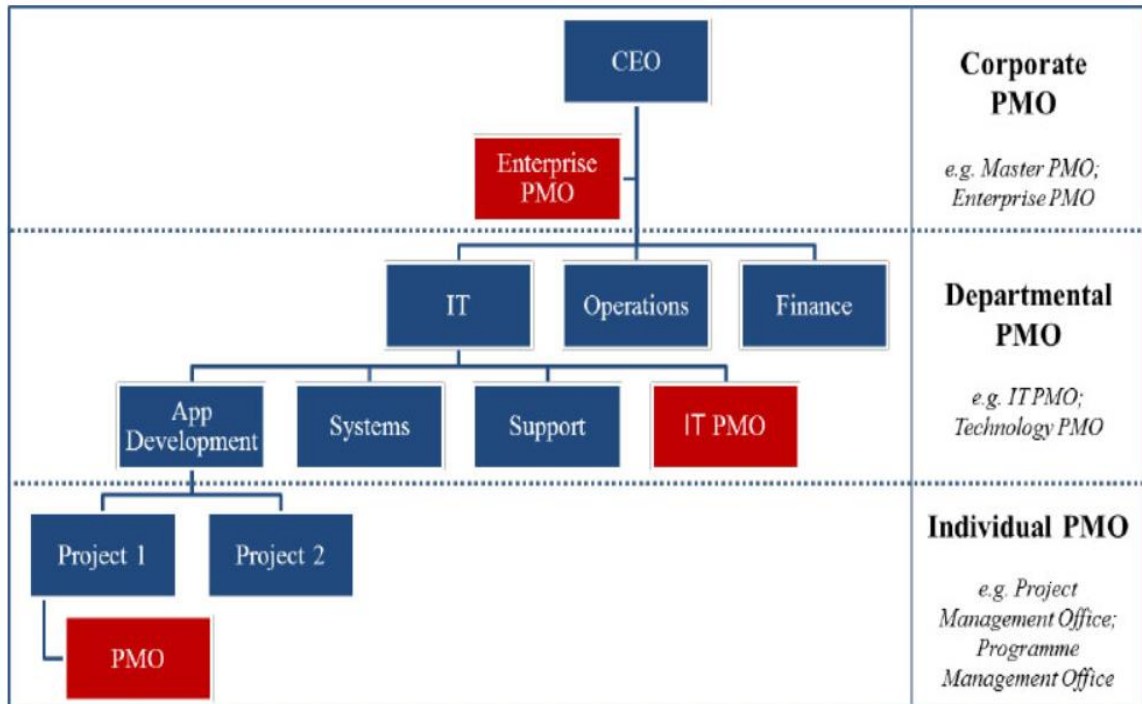 CEO
Enterprise
PMO
Corporate
PMO
e.g. Master PMO;
Enterprise PMO
IT
Operations
Finance
App
Development
Systems
Support
IT PMO
Departmental
PMO
e.g. IT PMO;
Technology PMO
Project 1
Project 2
PMO
Individual PMO
e.g. Project
Management Office;
Programme
Management Office